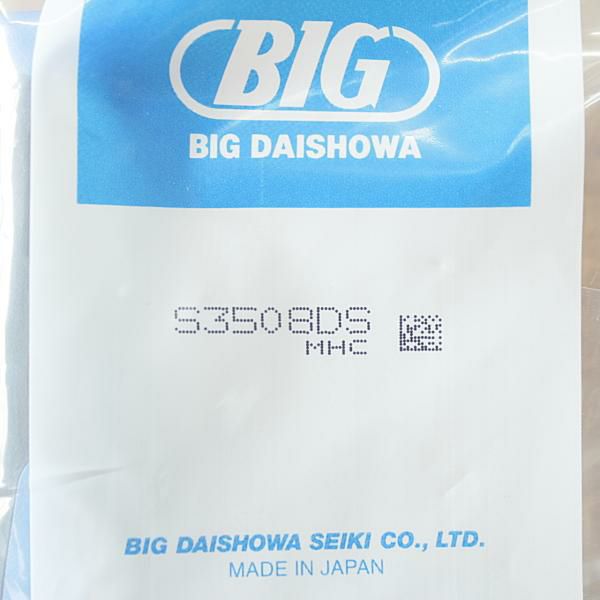 BIG
BIG DAISHOWA
S3508DS
MHC
BIG DAISHOWA SEIKI CO., LTD.
MADE IN JAPAN